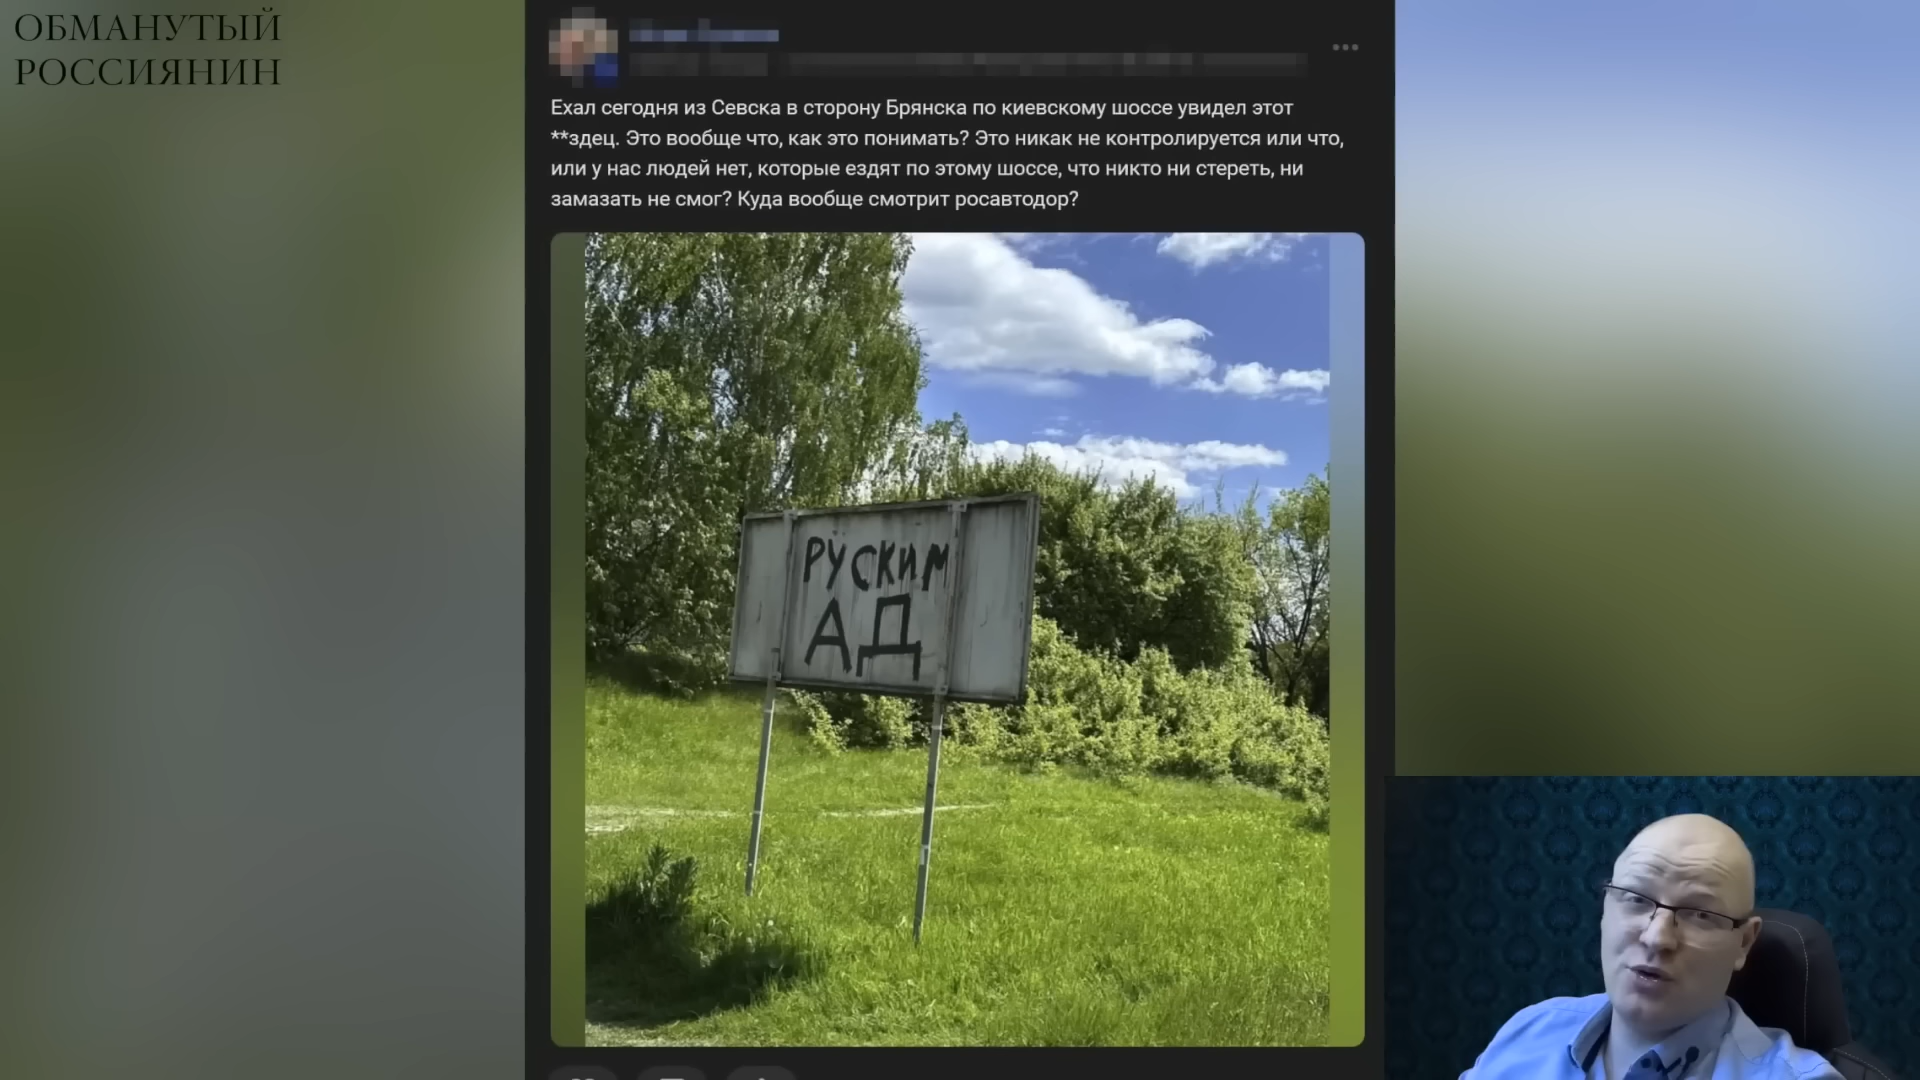 ОБМАНУТЫЙ
РОССИЯНИН
Ехал сегодня из Севска в сторону Брянска по киевскому шоссе увидел этот
**здец. Это вообще что, как это понимать? Это никак не контролируется или что,
или у нас людей нет, которые ездят по этому шоссе, что никто ни стереть, ни
замазать не смог? Куда вообще смотрит росавтодор?
РУСКИМ
АД